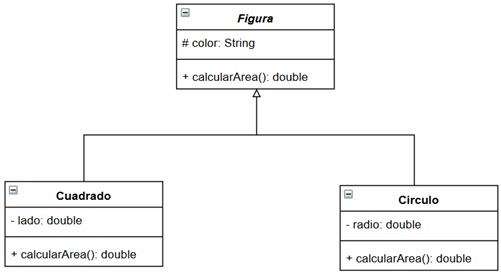 Figura
# color: String
+ calcularArea(): double
Cuadrado
- lado: double
+ calcularArea(): double
Circulo
- radio: double
+ calcularArea(): double